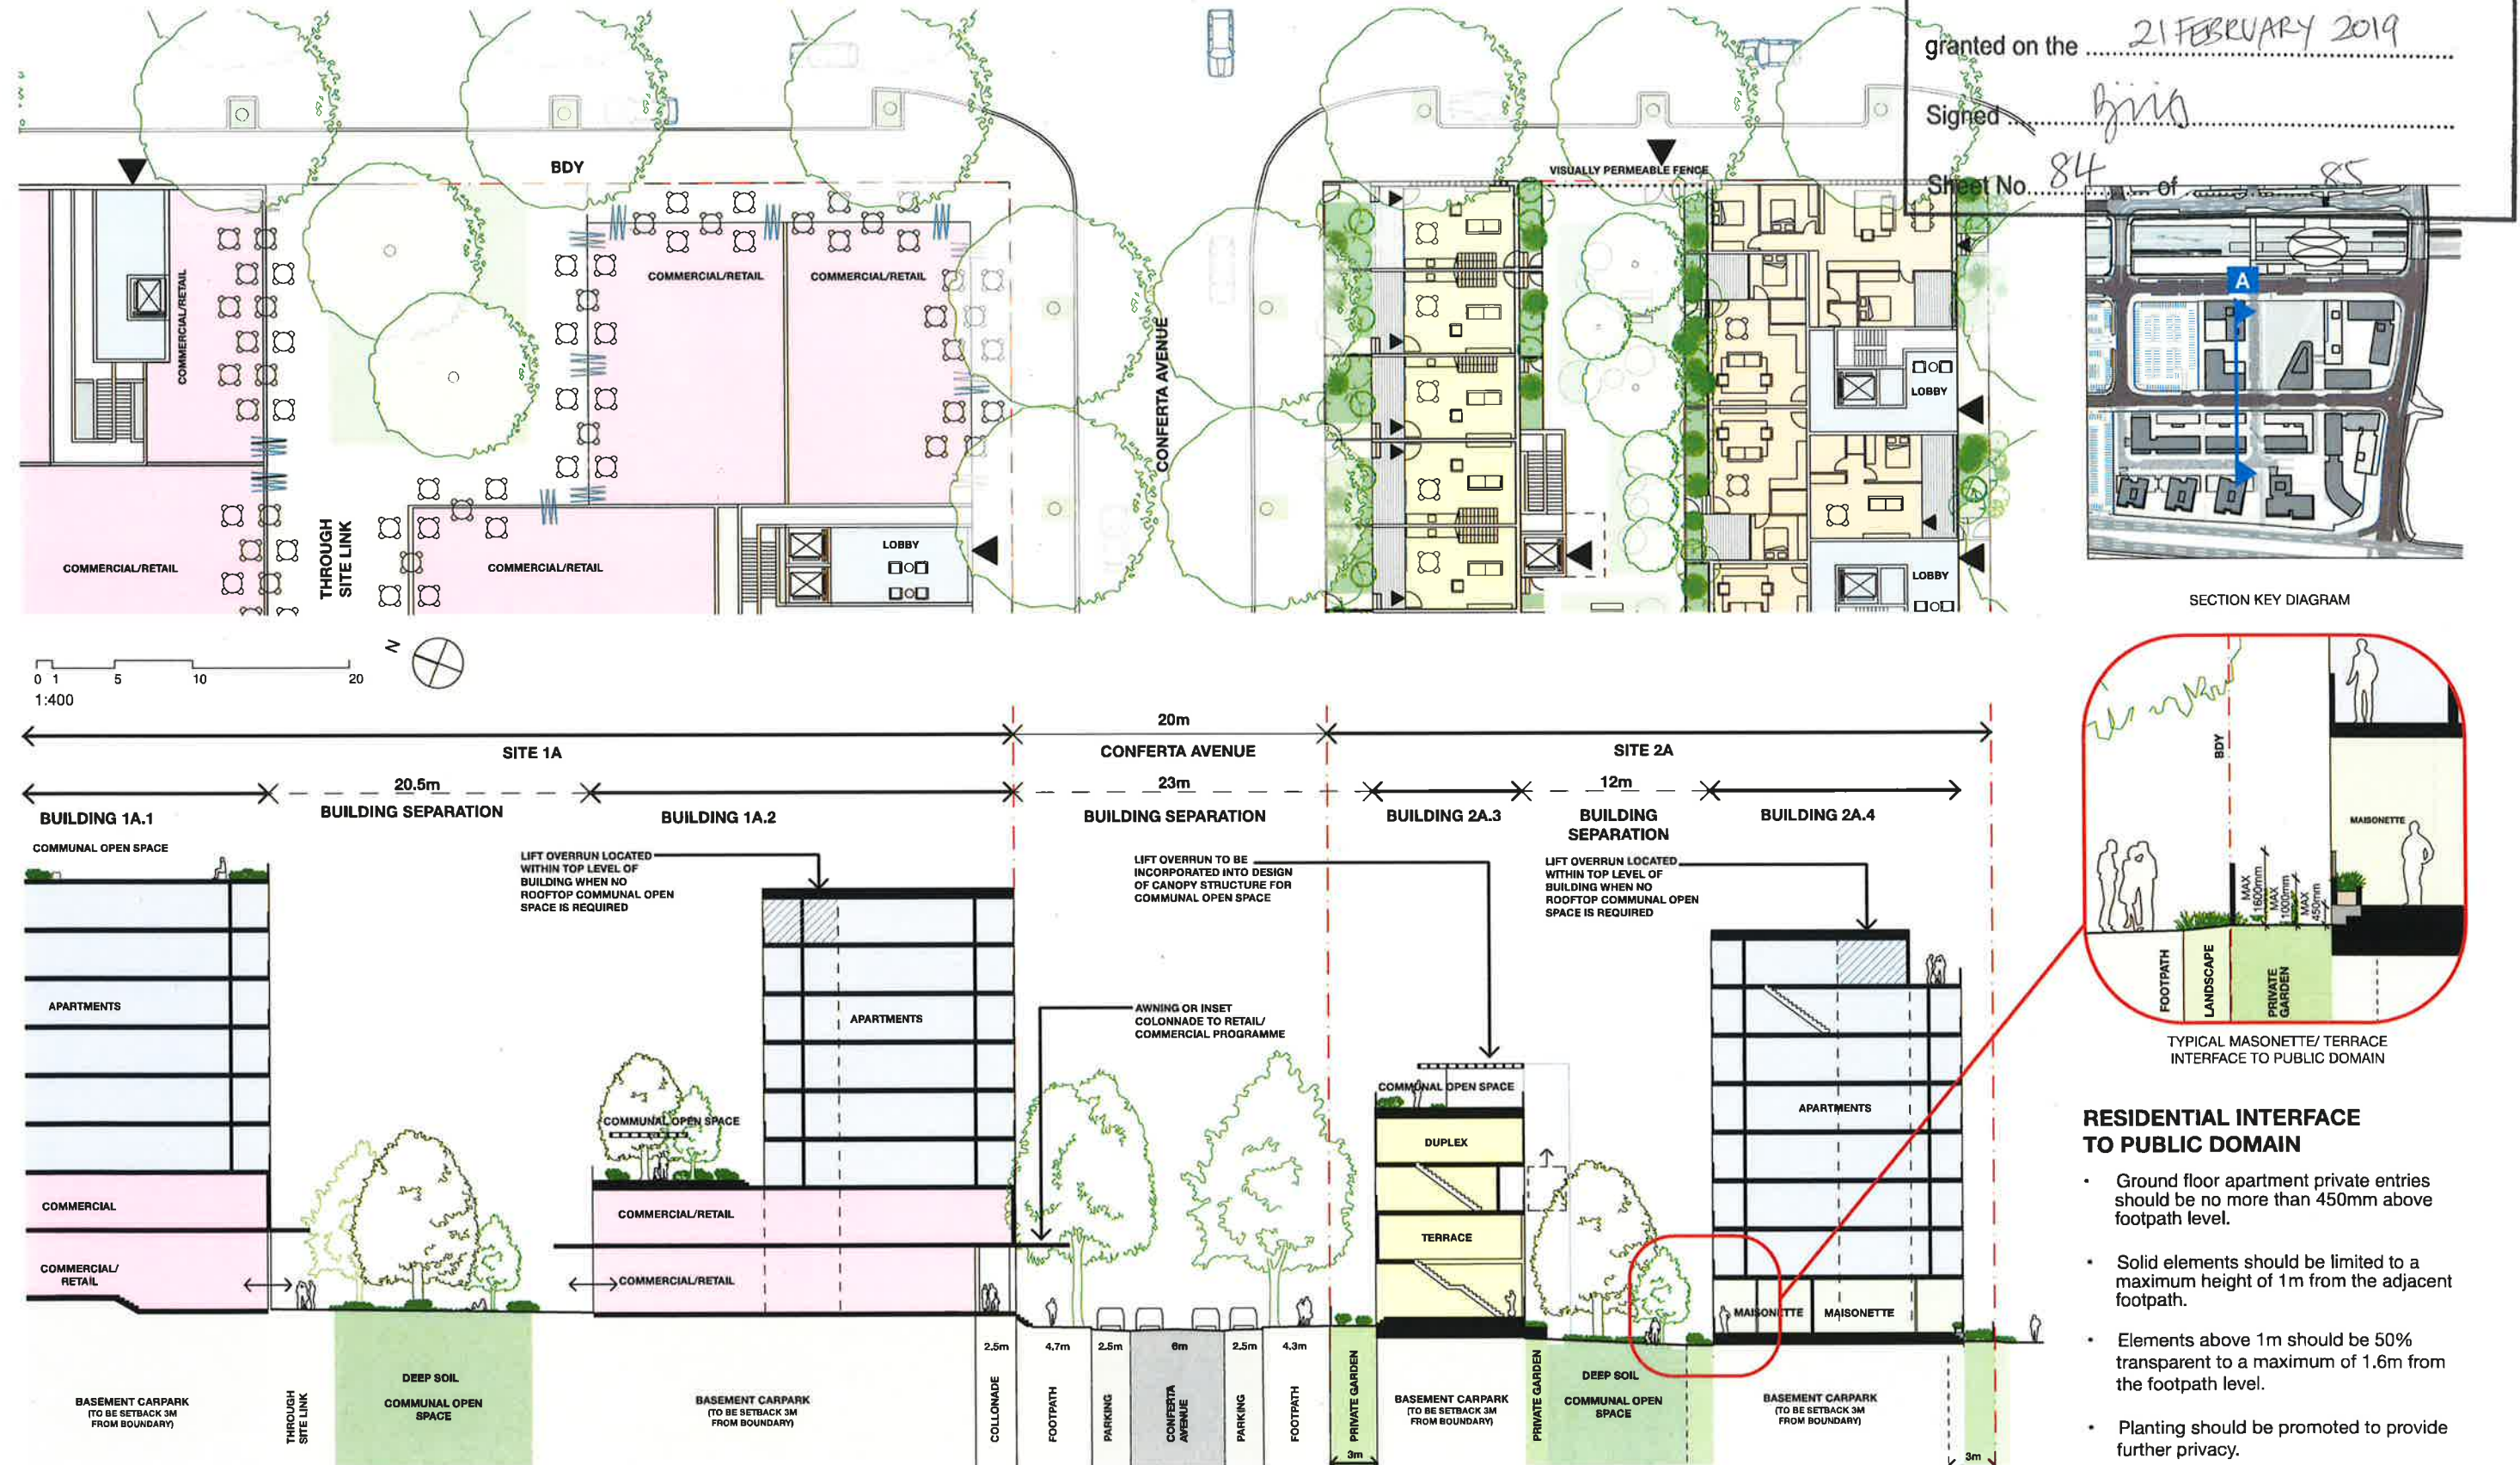 granted on the 21 FEBRUARY 2019
Signed
Sheet No. 84 of 85
BDY
VISUALLY PERMEABLE FENCE
COMMERCIAL/RETAIL
COMMERCIAL/RETAIL
COMMERCIAL/RETAIL
CONFERTA AVENUE
A
LOBBY
THROUGH
SITE LINK
COMMERCIAL/RETAIL
COMMERCIAL/RETAIL
LOBBY
LOBBY
SECTION KEY DIAGRAM
N
0 1 5 10 20
1:400
20m
SITE 1A
CONFERTA AVENUE
SITE 2A
20.5m
23m
12m
BUILDING 1A.1
BUILDING SEPARATION
BUILDING 1A.2
BUILDING SEPARATION
BUILDING 2A.3
BUILDING
SEPARATION
BUILDING 2A.4
COMMUNAL OPEN SPACE
LIFT OVERRUN LOCATED
WITHIN TOP LEVEL OF
BUILDING WHEN NO
ROOFTOP COMMUNAL OPEN
SPACE IS REQUIRED
LIFT OVERRUN TO BE
INCORPORATED INTO DESIGN
OF CANOPY STRUCTURE FOR
COMMUNAL OPEN SPACE
LIFT OVERRUN LOCATED
WITHIN TOP LEVEL OF
BUILDING WHEN NO
ROOFTOP COMMUNAL OPEN
SPACE IS REQUIRED
APARTMENTS
APARTMENTS
AWNING OR INSET
COLONNADE TO RETAIL/
COMMERCIAL PROGRAMME
COMMUNAL OPEN SPACE
COMMUNAL OPEN SPACE
APARTMENTS
DUPLEX
COMMERCIAL
COMMERCIAL/RETAIL
TERRACE
COMMERCIAL/
RETAIL
COMMERCIAL/RETAIL
MAISONETTE
MAISONETTE
2.5m
4.7m
2.5m
6m
2.5m
4.3m
BASEMENT CARPARK
(TO BE SETBACK 3M
FROM BOUNDARY)
THROUGH
SITE LINK
DEEP SOIL
COMMUNAL OPEN
SPACE
BASEMENT CARPARK
(TO BE SETBACK 3M
FROM BOUNDARY)
COLLONADE
FOOTPATH
PARKING
CONFERTA
AVENUE
PARKING
FOOTPATH
PRIVATE GARDEN
3m
BASEMENT CARPARK
(TO BE SETBACK 3M
FROM BOUNDARY)
PRIVATE GARDEN
DEEP SOIL
COMMUNAL OPEN
SPACE
BASEMENT CARPARK
(TO BE SETBACK 3M
FROM BOUNDARY)
3m
BDY
MAISONETTE
MAX
1600mm
MAX
1000mm
MAX
450mm
FOOTPATH
LANDSCAPE
PRIVATE
GARDEN
TYPICAL MASONETTE/ TERRACE
INTERFACE TO PUBLIC DOMAIN
RESIDENTIAL INTERFACE
TO PUBLIC DOMAIN
• Ground floor apartment private entries
should be no more than 450mm above
footpath level.
• Solid elements should be limited to a
maximum height of 1m from the adjacent
footpath.
• Elements above 1m should be 50%
transparent to a maximum of 1.6m from
the footpath level.
• Planting should be promoted to provide
further privacy.